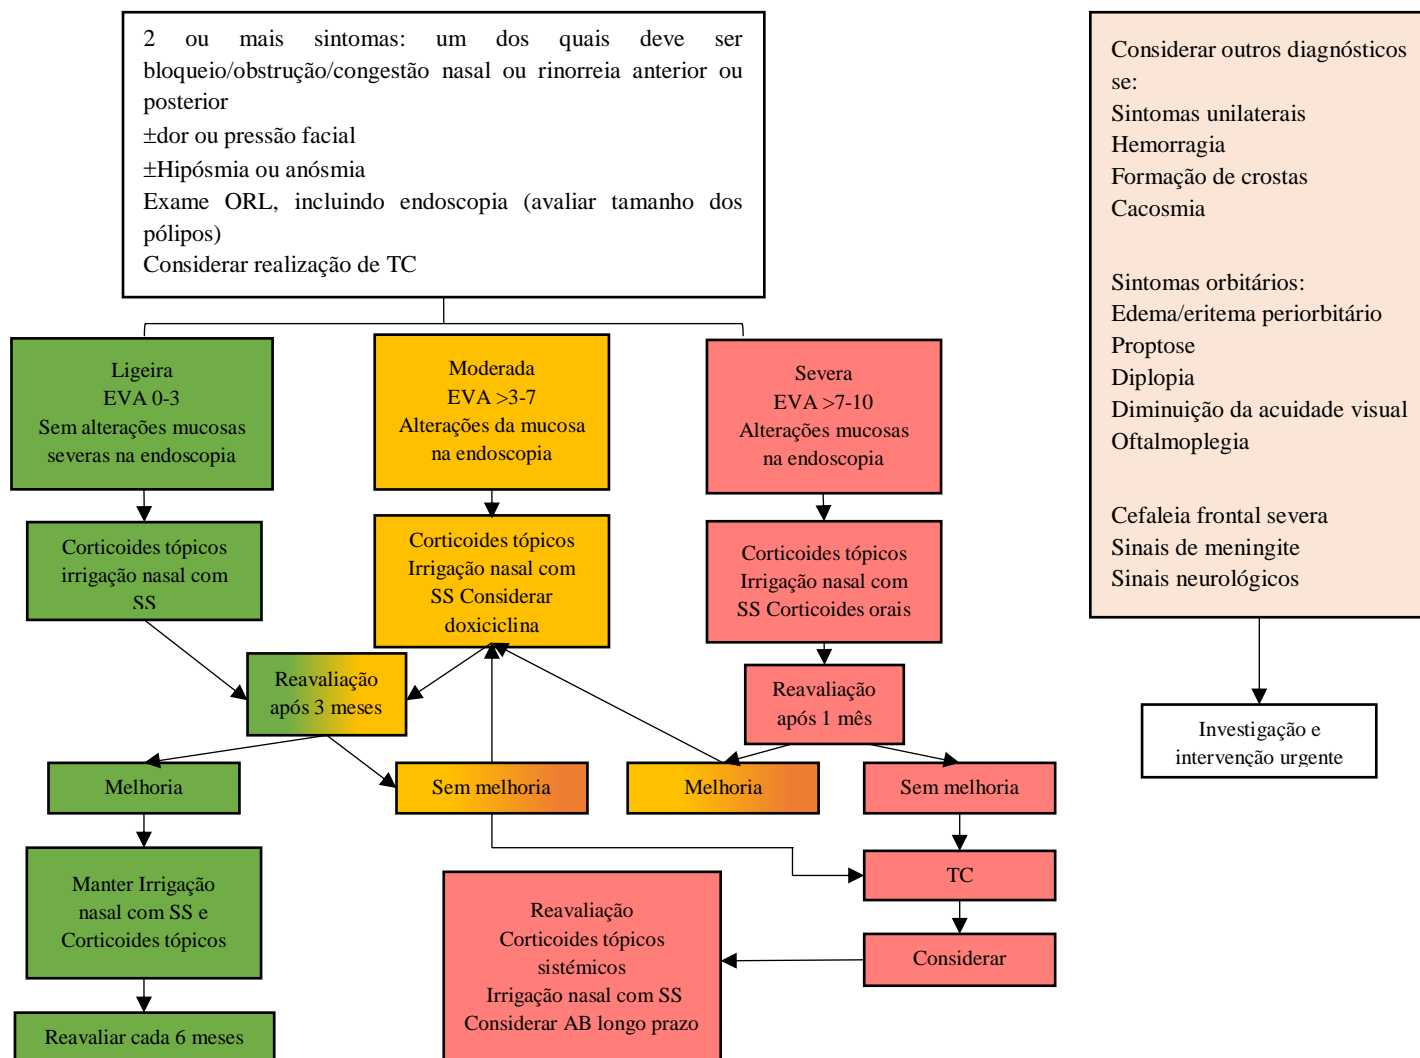 2 ou mais sintomas: um dos quais deve ser
bloqueio/obstrução/congestão nasal ou rinorreia anterior ou
posterior
±dor ou pressão facial
±Hipósmia ou anósmia
Exame ORL, incluindo endoscopia (avaliar tamanho dos
pólipos)
Considerar realização de TC
Considerar outros diagnósticos
se:
Sintomas unilaterais
Hemorragia
Formação de crostas
Cacosmia
Sintomas orbitários:
Edema/eritema periorbitário
Proptose
Diplopia
Diminuição da acuidade visual
Oftalmoplegia
Cefaleia frontal severa
Sinais de meningite
Sinais neurológicos
Investigação e
intervenção urgente
Ligeira
EVA 0-3
Sem alterações mucosas
severas na endoscopia
Moderada
EVA >3-7
Alterações da mucosa
na endoscopia
Severa
EVA >7-10
Alterações mucosas
na endoscopia
Corticoides tópicos
irrigação nasal com
SS
Corticoides tópicos
Irrigação nasal com
SS Considerar
doxiciclina
Corticoides tópicos
Irrigação nasal com
SS Corticoides orais
Reavaliação
após 3 meses
Reavaliação
após 1 mês
Melhoria
Sem melhoria
Melhoria
Sem melhoria
Manter Irrigação
nasal com SS e
Corticoides tópicos
TC
Considerar
Reavaliação
Corticoides tópicos
sistémicos
Irrigação nasal com SS
Considerar AB longo prazo
Reavaliar cada 6 meses